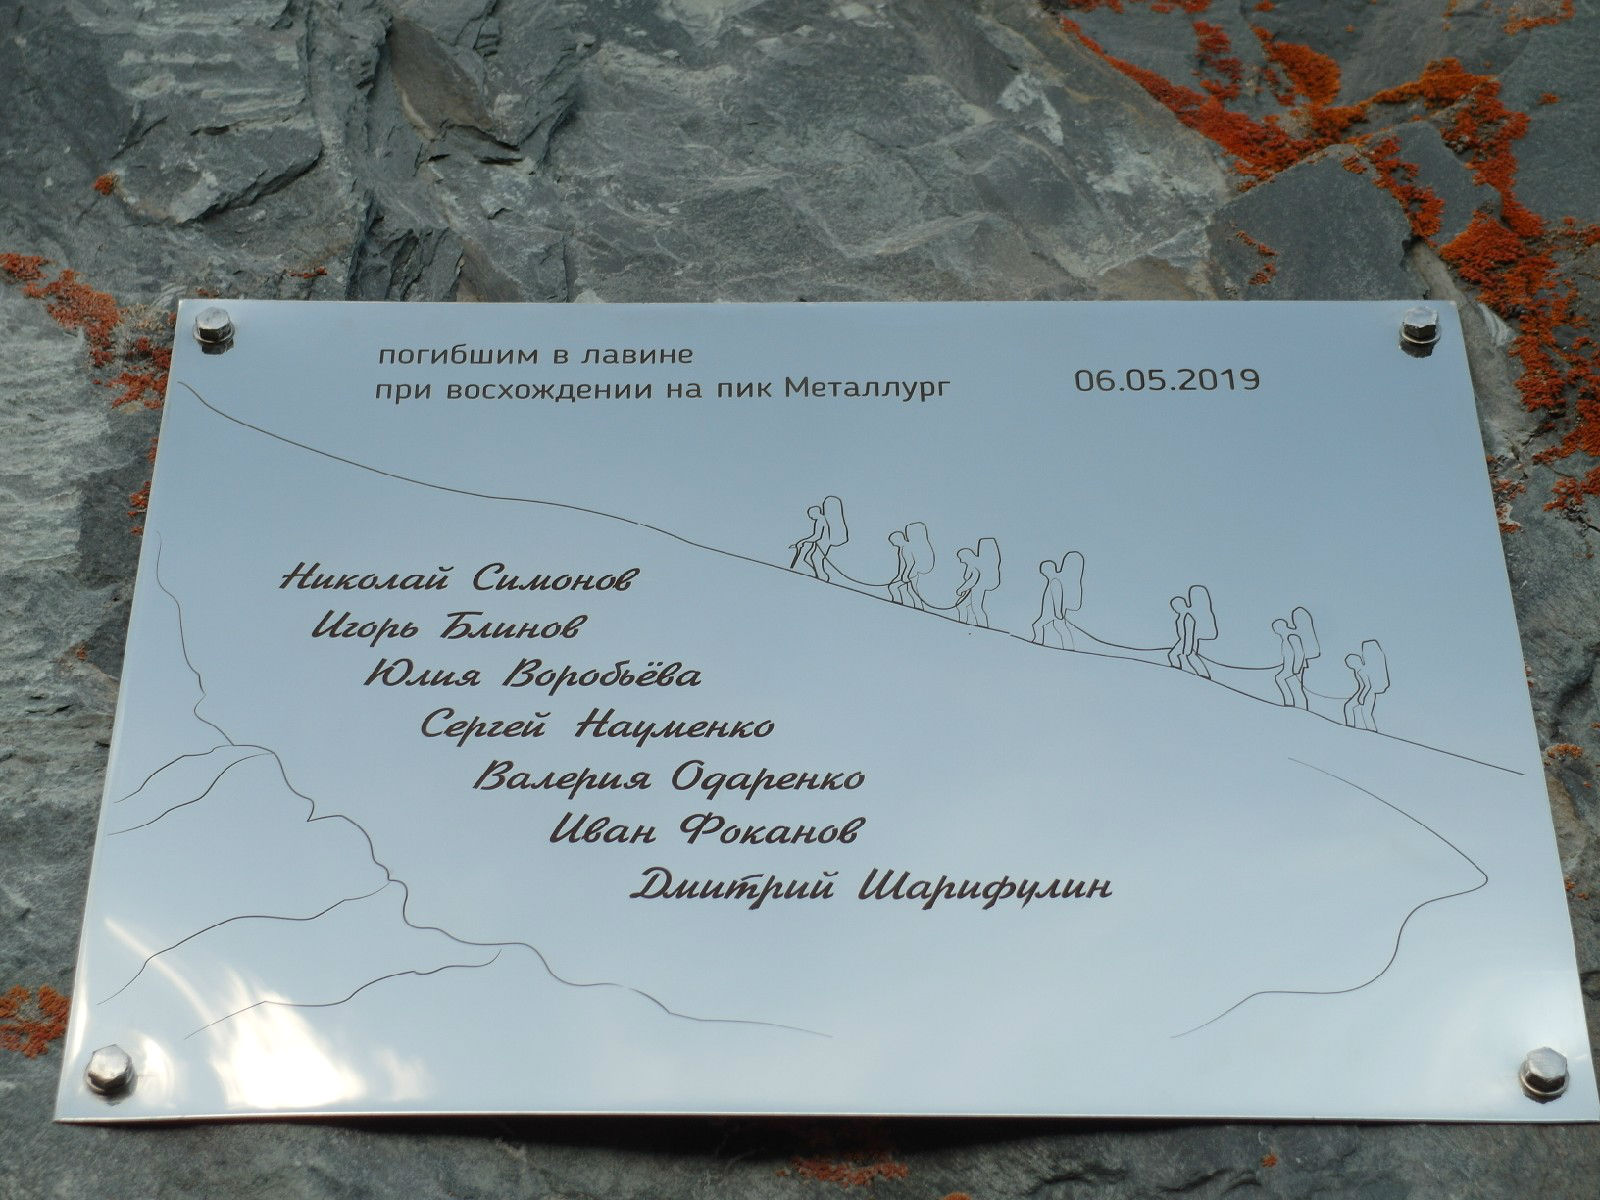 погибшим в лавине
при восхождении на пик Металлург
06.05.2019
Николай Симонов
Игорь Блинов
Юлия Воробьёва
Сергей Науменко
Валерия Одаренко
Иван Фоканов
Дмитрий Шарифулин